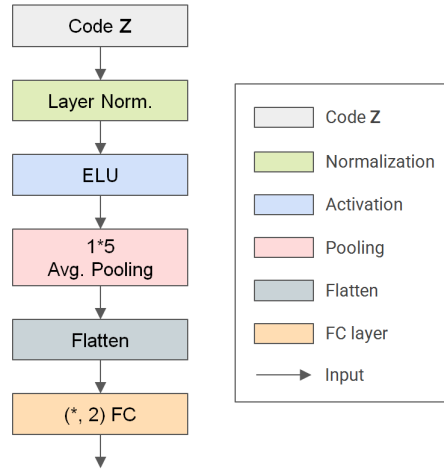 Code Z
Layer Norm.
ELU
1*5
Avg. Pooling
Flatten
(*, 2) FC
Code Z
Normalization
Activation
Pooling
Flatten
FC layer
Input